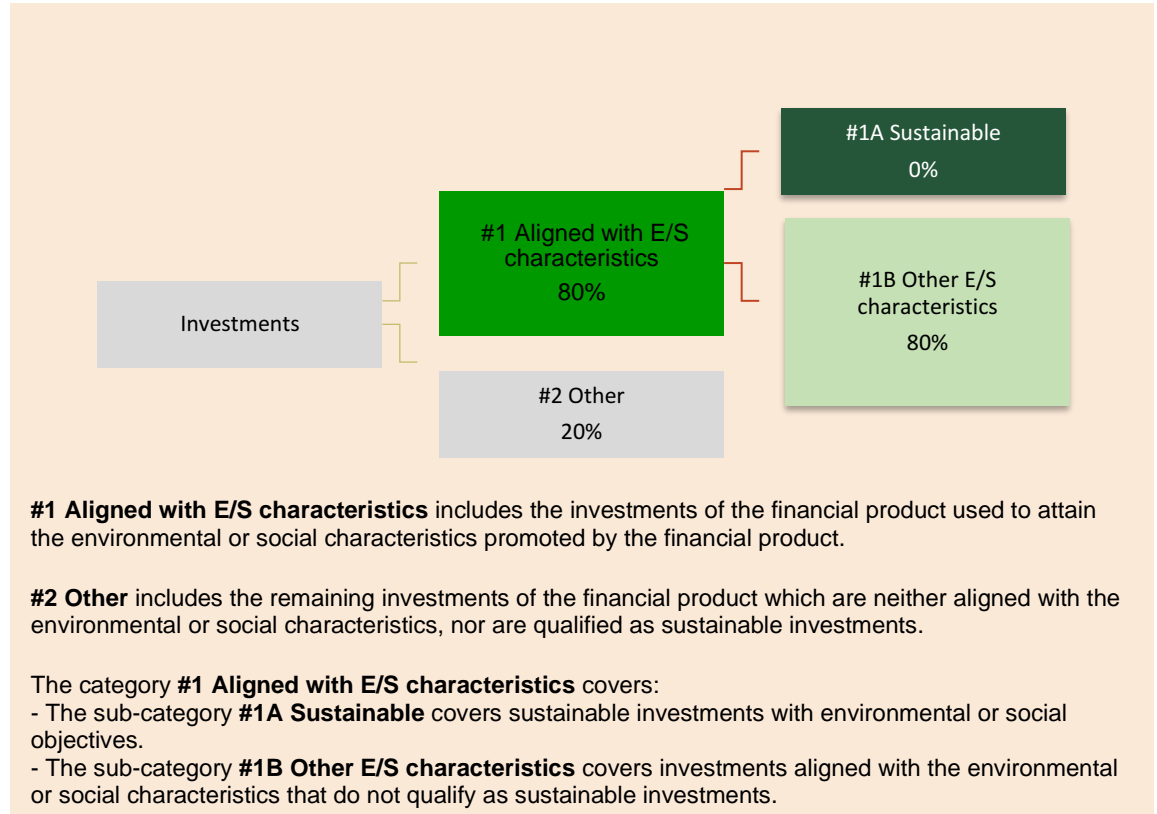 #1A Sustainable
0%
#1 Aligned with E/S
characteristics
80%
#1B Other E/S
characteristics
80%
Investments
#2 Other
20%
#1 Aligned with E/S characteristics includes the investments of the financial product used to attain
the environmental or social characteristics promoted by the financial product.
#2 Other includes the remaining investments of the financial product which are neither aligned with the
environmental or social characteristics, nor are qualified as sustainable investments.
The category #1 Aligned with E/S characteristics covers:
- The sub-category #1A Sustainable covers sustainable investments with environmental or social
objectives.
- The sub-category #1B Other E/S characteristics covers investments aligned with the environmental
or social characteristics that do not qualify as sustainable investments.